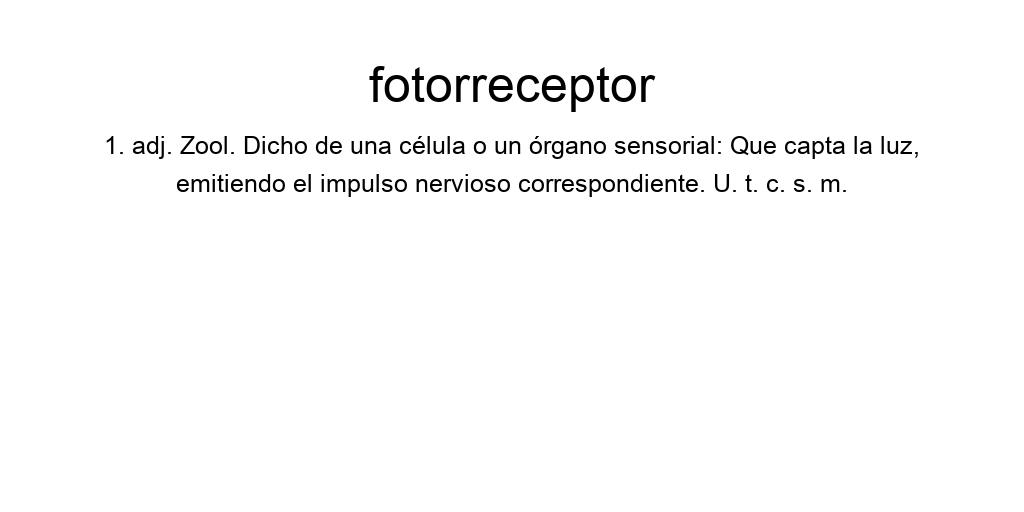 fotorreceptor
1. adj. Zool. Dicho de una célula o un órgano sensorial: Que capta la luz,
emitiendo el impulso nervioso correspondiente. U. t. c. s. m.